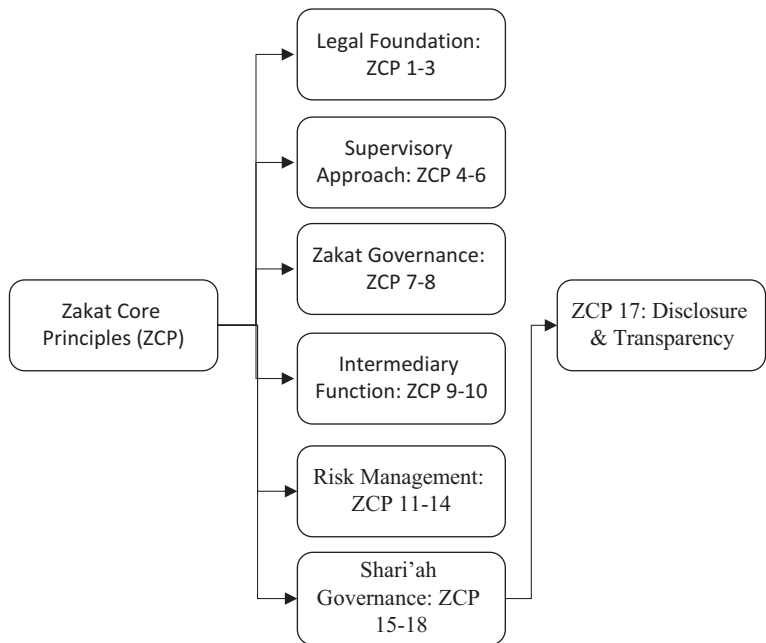 Legal Foundation:
ZCP 1-3
Supervisory
Approach: ZCP 4-6
Zakat Governance:
ZCP 7-8
Zakat Core
Principles (ZCP)
ZCP 17: Disclosure
& Transparency
Intermediary
Function: ZCP 9-10
Risk Management:
ZCP 11-14
Shari’ah
Governance: ZCP
15-18